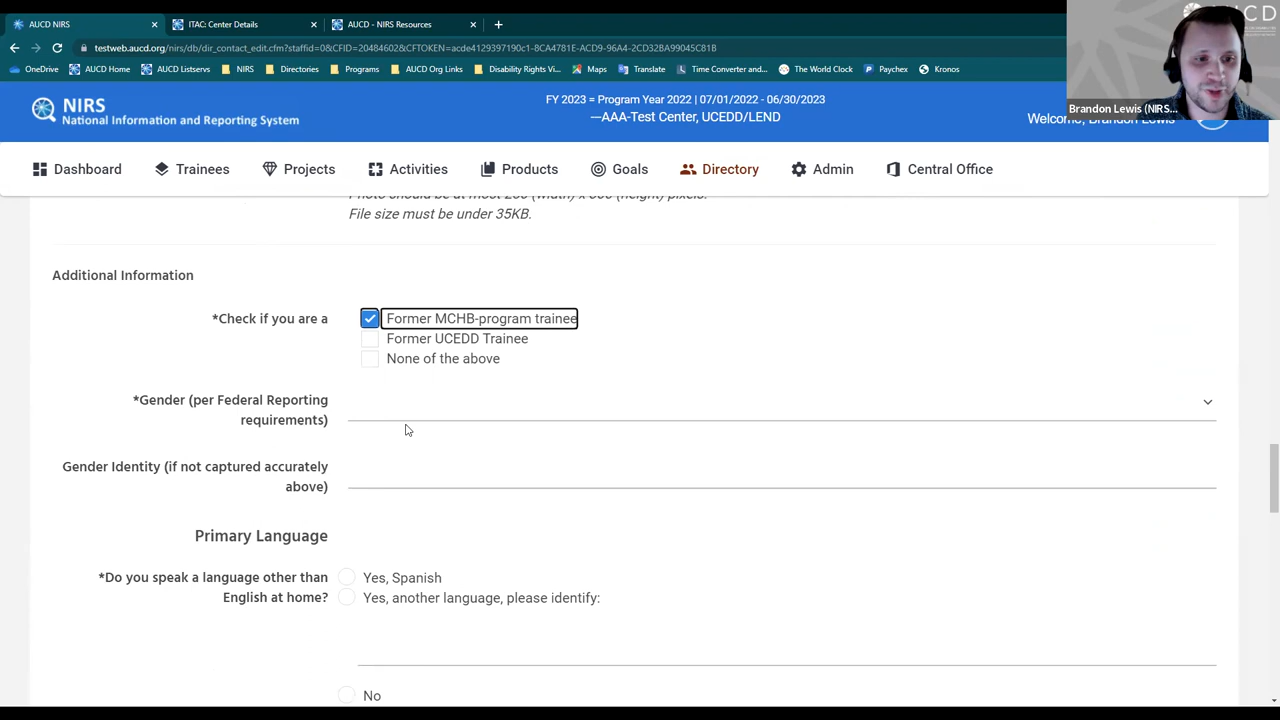 AUCD NIRS
ITAC: Center Details
AUCD - NIRS Resources
testweb.aucd.org/nirs/db/dir_contact_edit.cfm?staffid=0&CFID=20484602&CFTOKEN=acde4129397190c1-8CA4781E-ACD9-96A4-2CD32BA99045C81B
OneDrive
AUCD Home
AUCD Listservs
NIRS
Directories
Programs
AUCD Org Links
Disability Rights Vi...
Maps
Translate
Time Converter and...
The World Clock
Paychex
Kronos
AUCD
Brandon Lewis (NIRS...
NIRS
National Information and Reporting System
FY 2023 = Program Year 2022 | 07/01/2022 - 06/30/2023
—AAA-Test Center, UCEDD/LEND
Welcome, Brandon Lewis
Dashboard
Trainees
Projects
Activities
Products
Goals
Directory
Admin
Central Office
File size must be under 35KB.
Additional Information
*Check if you are a
Former MCHB-program trainee
Former UCEDD Trainee
None of the above
*Gender (per Federal Reporting
requirements)
Gender Identity (if not captured accurately
above)
Primary Language
*Do you speak a language other than
English at home?
Yes, Spanish
Yes, another language, please identify:
No